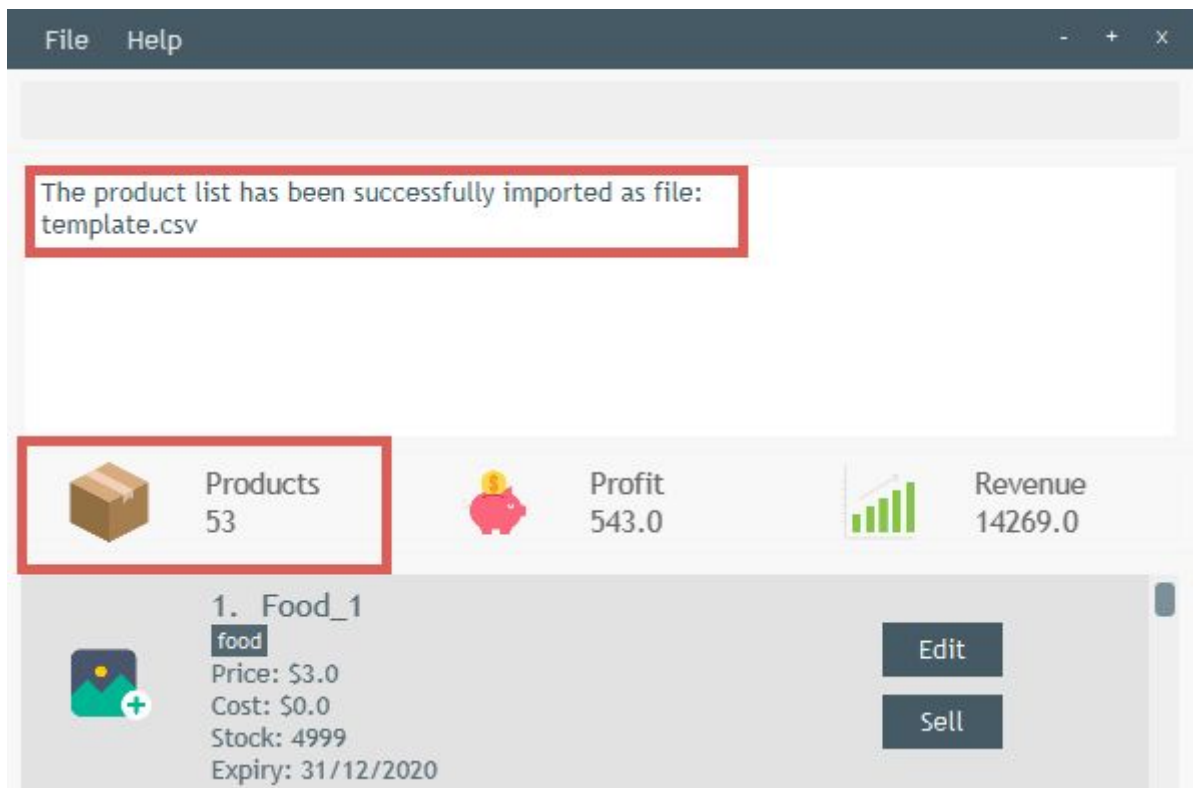 File Help - + x
The product list has been successfully imported as file:
template.csv
Products
53
Profit
543.0
Revenue
14269.0
1. Food_1
food
Price: $3.0
Cost: $0.0
Stock: 4999
Expiry: 31/12/2020
Edit
Sell